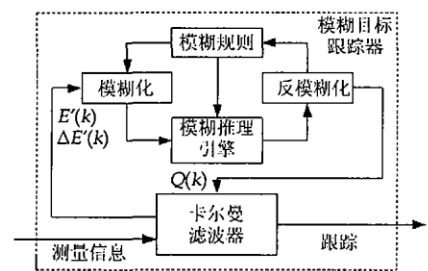 模糊目标
跟踪器
模糊规则
模糊化
反模糊化
E′(k)
ΔE′(k)
模糊推理
引擎
Q(k)
卡尔曼
滤波器
测量信息
跟踪